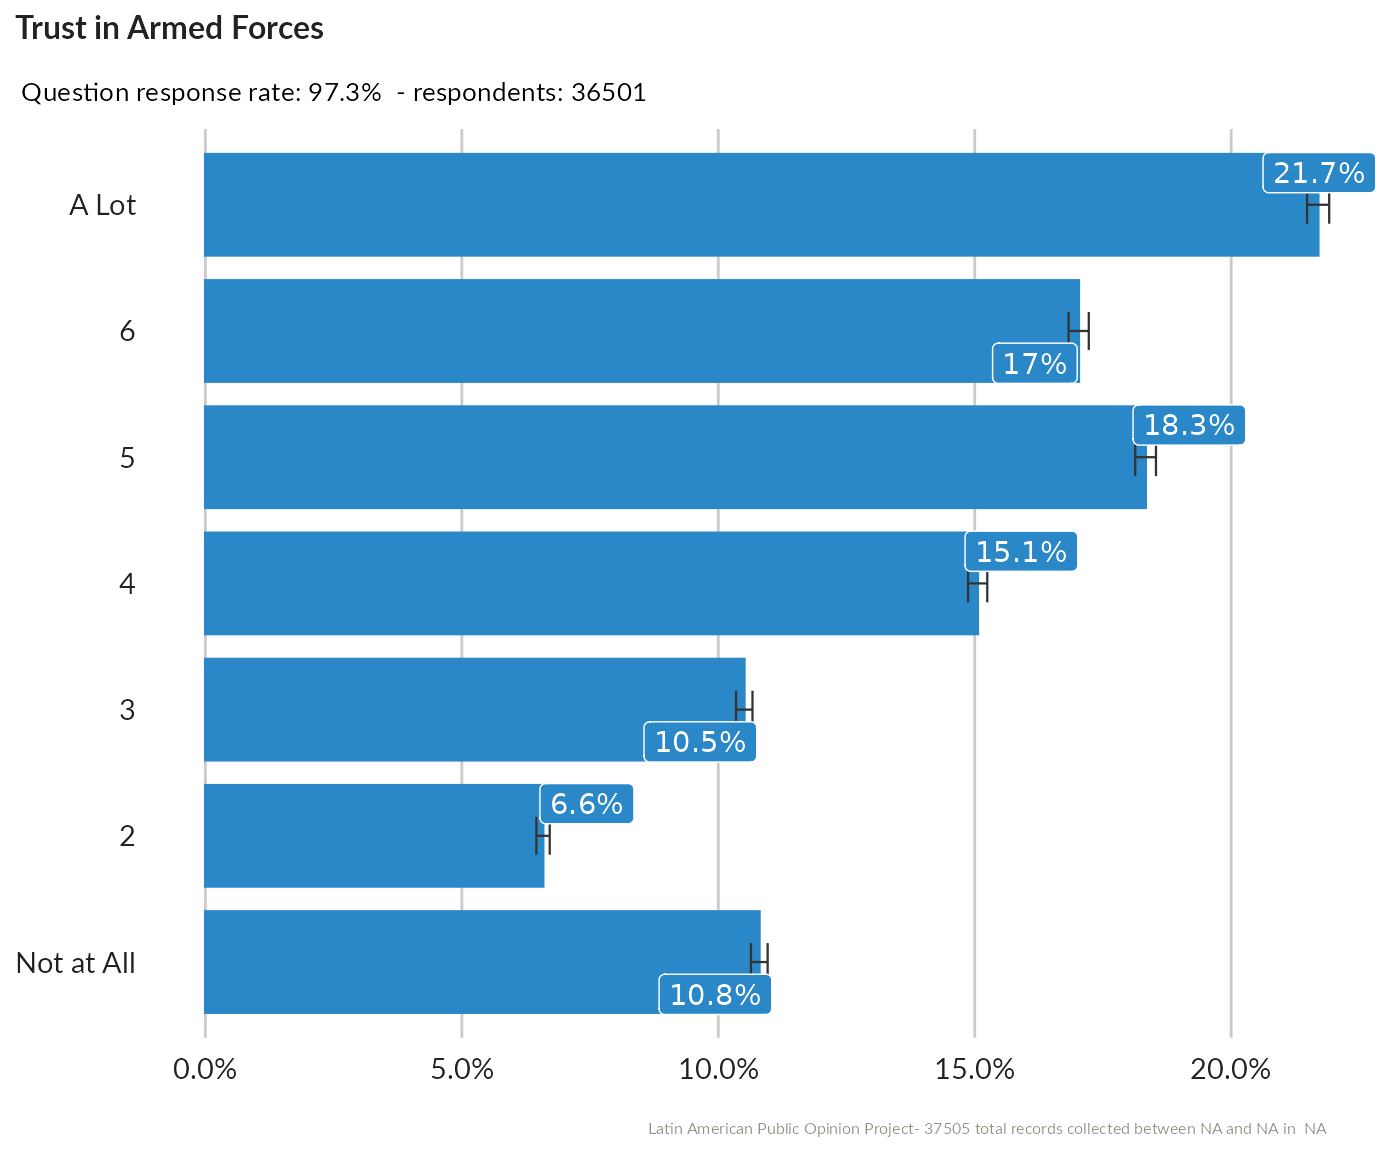 Trust in Armed Forces
Question response rate: 97.3%  - respondents: 36501
A Lot
21.7%
6
17%
5
18.3%
4
15.1%
3
10.5%
2
6.6%
Not at All
10.8%
0.0% 5.0% 10.0% 15.0% 20.0%
Latin American Public Opinion Project- 37505 total records collected between NA and NA in  NA